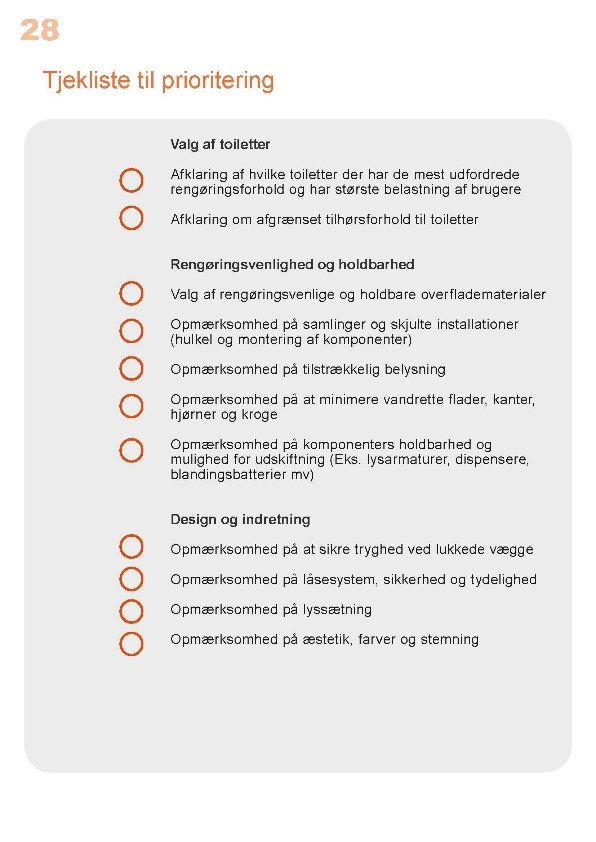 28
Tjekliste til prioritering
Valg af toiletter
Afklaring af hvilke toiletter der har de mest udfordrede
rengøringsforhold og har største belastning af brugere
Afklaring om afgrænset tilhørsforhold til toiletter
Rengøringsvenlighed og holdbarhed
Valg af rengøringsvenlige og holdbare overfladematerialer
Opmærksomhed på samlinger og skjulte installationer
(hulkel og montering af komponenter)
Opmærksomhed på tilstrækkelig belysning
Opmærksomhed på at minimere vandrette flader, kanter,
hjørner og kroge
Opmærksomhed på komponenters holdbarhed og
mulighed for udskiftning (Eks. lysarmaturer, dispensere,
blandingsbatterier mv)
Design og indretning
Opmærksomhed på at sikre tryghed ved lukkede vægge
Opmærksomhed på låsesystem, sikkerhed og tydelighed
Opmærksomhed på lyssætning
Opmærksomhed på æstetik, farver og stemning